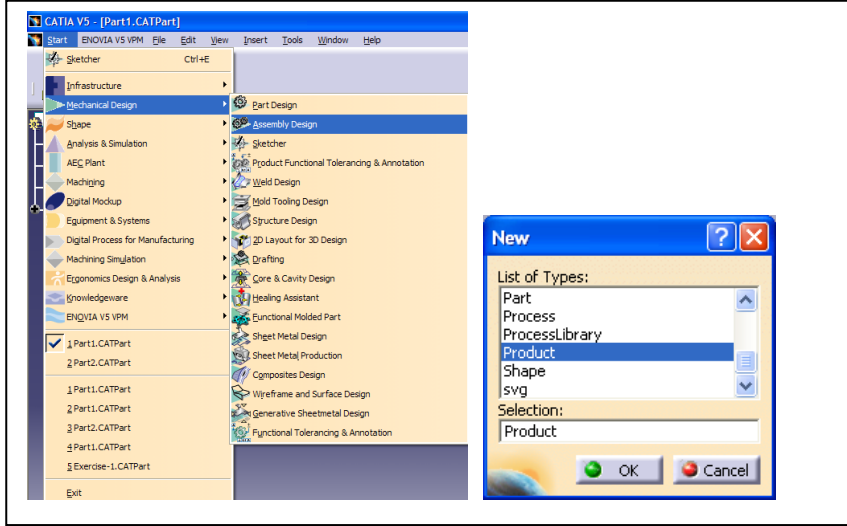 CATIA V5 - [Part1.CATPart]
Start ENOVIA V5 VPM File Edit View Insert Tools Window Help
Sketcher Ctrl+E
Infrastructure
Mechanical Design
Shape
Analysis & Simulation
AEC Plant
Machining
Digital Mockup
Equipment & Systems
Digital Process for Manufacturing
Machining Simulation
Ergonomics Design & Analysis
Knowledgeware
ENOVIA V5 VPM
1 Part1.CATPart
2 Part2.CATPart
1 Part1.CATPart
2 Part1.CATPart
3 Part2.CATPart
4 Part1.CATPart
5 Exercise-1.CATPart
Exit
Part Design
Assembly Design
Sketcher
Product Functional Tolerancing & Annotation
Weld Design
Mold Tooling Design
Structure Design
2D Layout for 3D Design
Drafting
Core & Cavity Design
Healing Assistant
Functional Molded Part
Sheet Metal Design
Sheet Metal Production
Composites Design
Wireframe and Surface Design
Generative Sheetmetal Design
Functional Tolerancing & Annotation
New
List of Types:
Part
Process
ProcessLibrary
Product
Shape
svg
Selection:
Product
OK Cancel